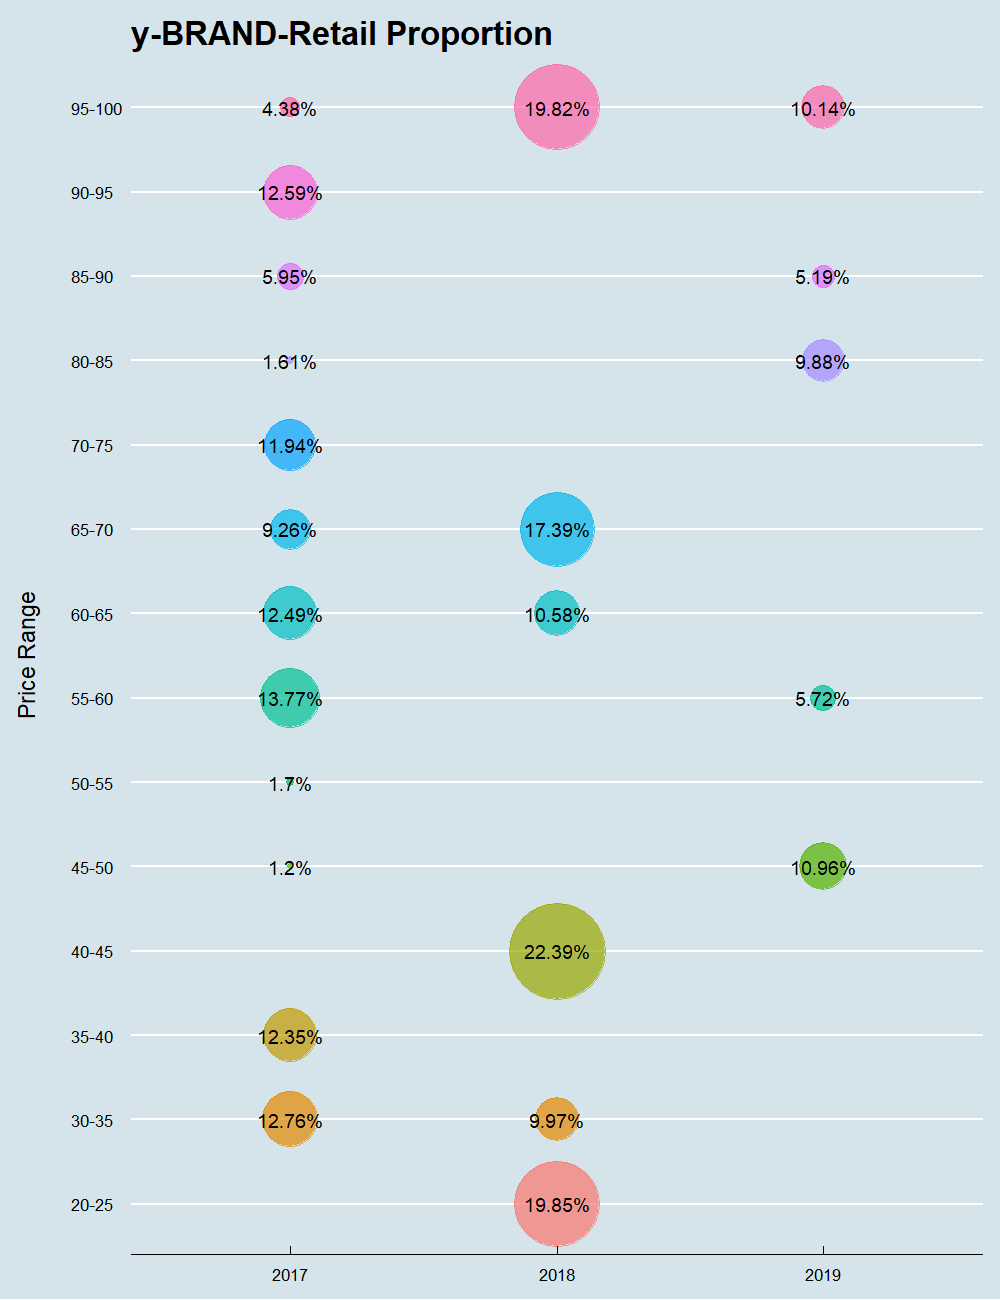 y-BRAND-Retail Proportion
95-100 4.38% 19.82% 10.14%
90-95 12.59%
85-90 5.95% 5.19%
80-85 1.61% 9.88%
70-75 11.94%
65-70 9.26% 17.39%
60-65 12.49% 10.58%
Price Range
55-60 13.77% 5.72%
50-55 1.7%
45-50 1.2% 10.96%
40-45 22.39%
35-40 12.35%
30-35 12.76% 9.97%
20-25 19.85%
2017 2018 2019